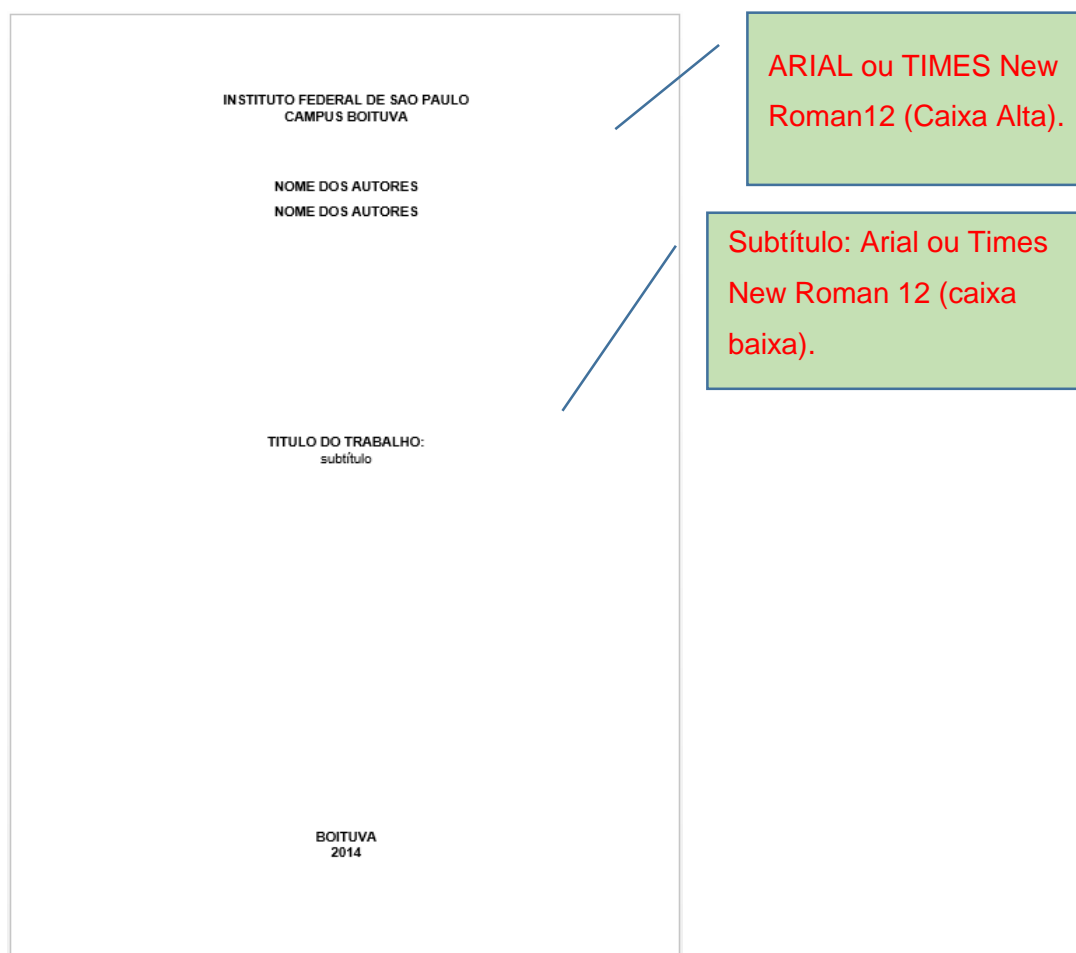 INSTITUTO FEDERAL DE SAO PAULO
CAMPUS BOITUVA
NOME DOS AUTORES
NOME DOS AUTORES
TITULO DO TRABALHO:
subtítulo
BOITUVA
2014
ARIAL ou TIMES New
Roman12 (Caixa Alta).
Subtítulo: Arial ou Times
New Roman 12 (caixa
baixa).